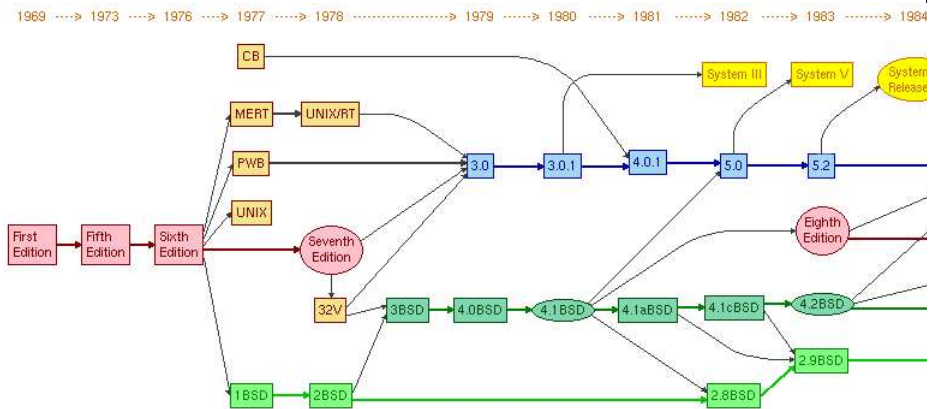 1969 ----> 1973 ----> 1976 ----> 1977 ----> 1978 ----> 1979 ----> 1980 ----> 1981 ----> 1982 ----> 1983 ----> 1984
CB
System III
System V
System
Release
MERT
UNIX/RT
PWB
3.0
3.0.1
4.0.1
5.0
5.2
UNIX
First
Edition
Fifth
Edition
Sixth
Edition
Seventh
Edition
Eighth
Edition
32V
3BSD
4.0BSD
4.1BSD
4.1aBSD
4.1cBSD
4.2BSD
2.9BSD
1BSD
2BSD
2.8BSD